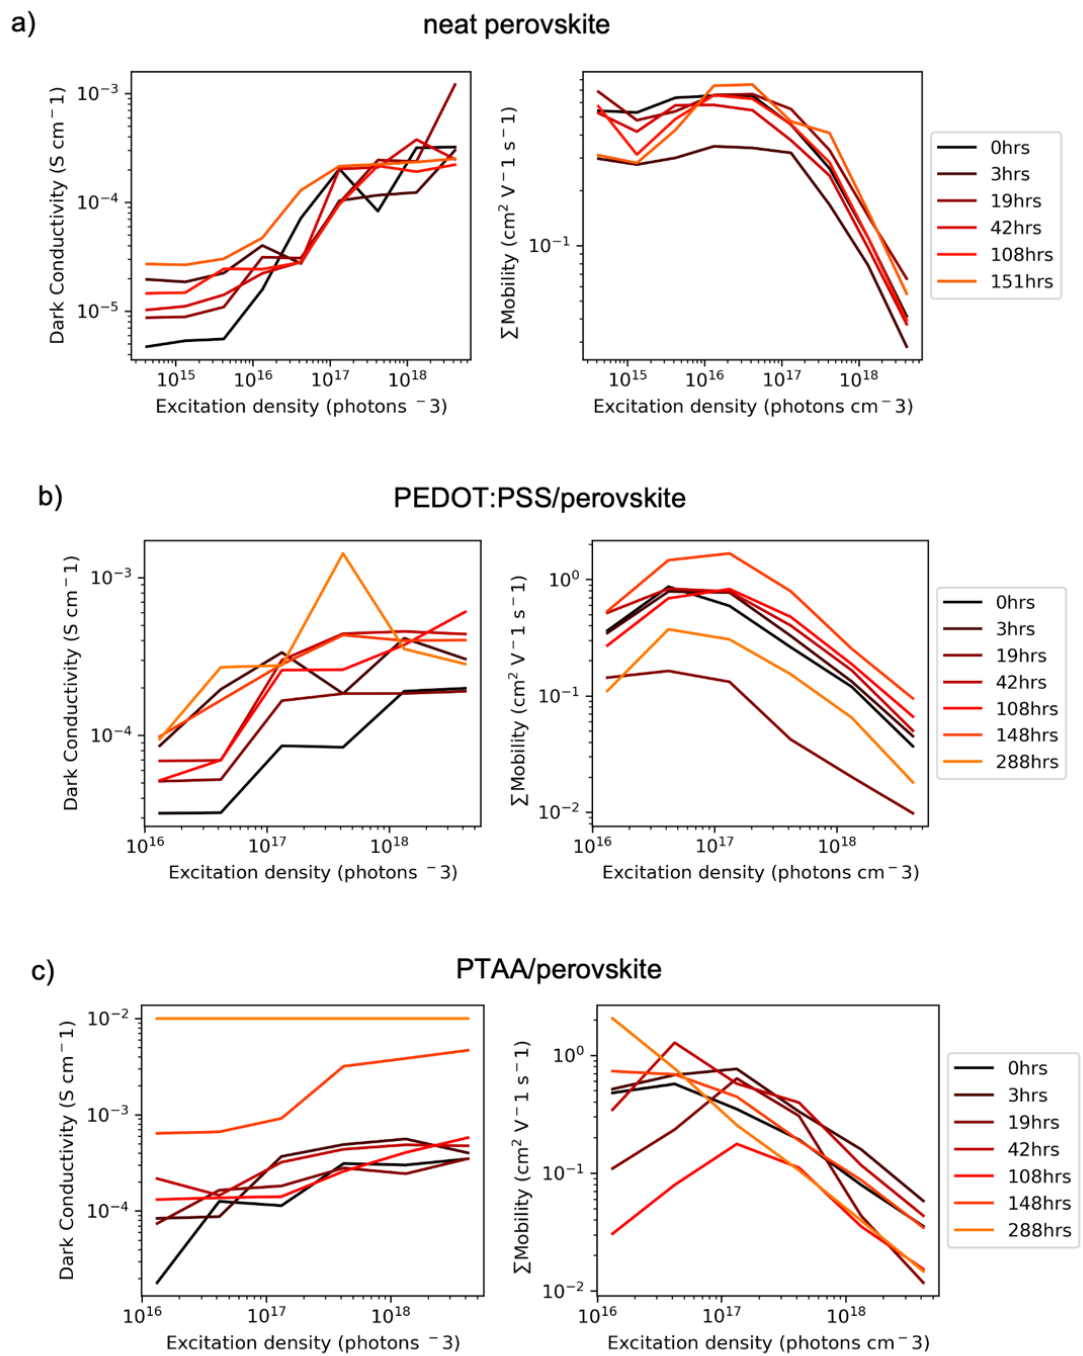 a)
neat perovskite
Dark Conductivity (S cm⁻1)
10⁻³
10⁻⁴
10⁻⁵
10¹⁵
10¹⁶
10¹⁷
10¹⁸
Excitation density (photons ⁻3)
∑Mobility (cm² V⁻1 s⁻1)
10⁻¹
10¹⁵
10¹⁶
10¹⁷
10¹⁸
Excitation density (photons cm⁻3)
0hrs
3hrs
19hrs
42hrs
108hrs
151hrs
b)
PEDOT:PSS/perovskite
Dark Conductivity (S cm⁻1)
10⁻³
10⁻⁴
10¹⁶
10¹⁷
10¹⁸
Excitation density (photons ⁻3)
∑Mobility (cm² V⁻1 s⁻1)
10⁰
10⁻¹
10⁻²
10¹⁶
10¹⁷
10¹⁸
Excitation density (photons cm⁻3)
0hrs
3hrs
19hrs
42hrs
108hrs
148hrs
288hrs
c)
PTAA/perovskite
Dark Conductivity (S cm⁻1)
10⁻²
10⁻³
10⁻⁴
10¹⁶
10¹⁷
10¹⁸
Excitation density (photons ⁻3)
∑Mobility (cm² V⁻1 s⁻1)
10⁰
10⁻¹
10⁻²
10¹⁶
10¹⁷
10¹⁸
Excitation density (photons cm⁻3)
0hrs
3hrs
19hrs
42hrs
108hrs
148hrs
288hrs